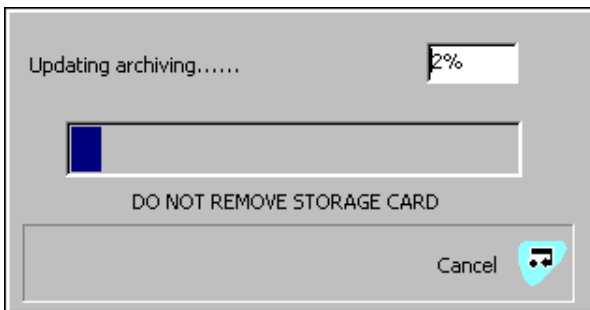 Updating archiving...... 2%
DO NOT REMOVE STORAGE CARD
Cancel